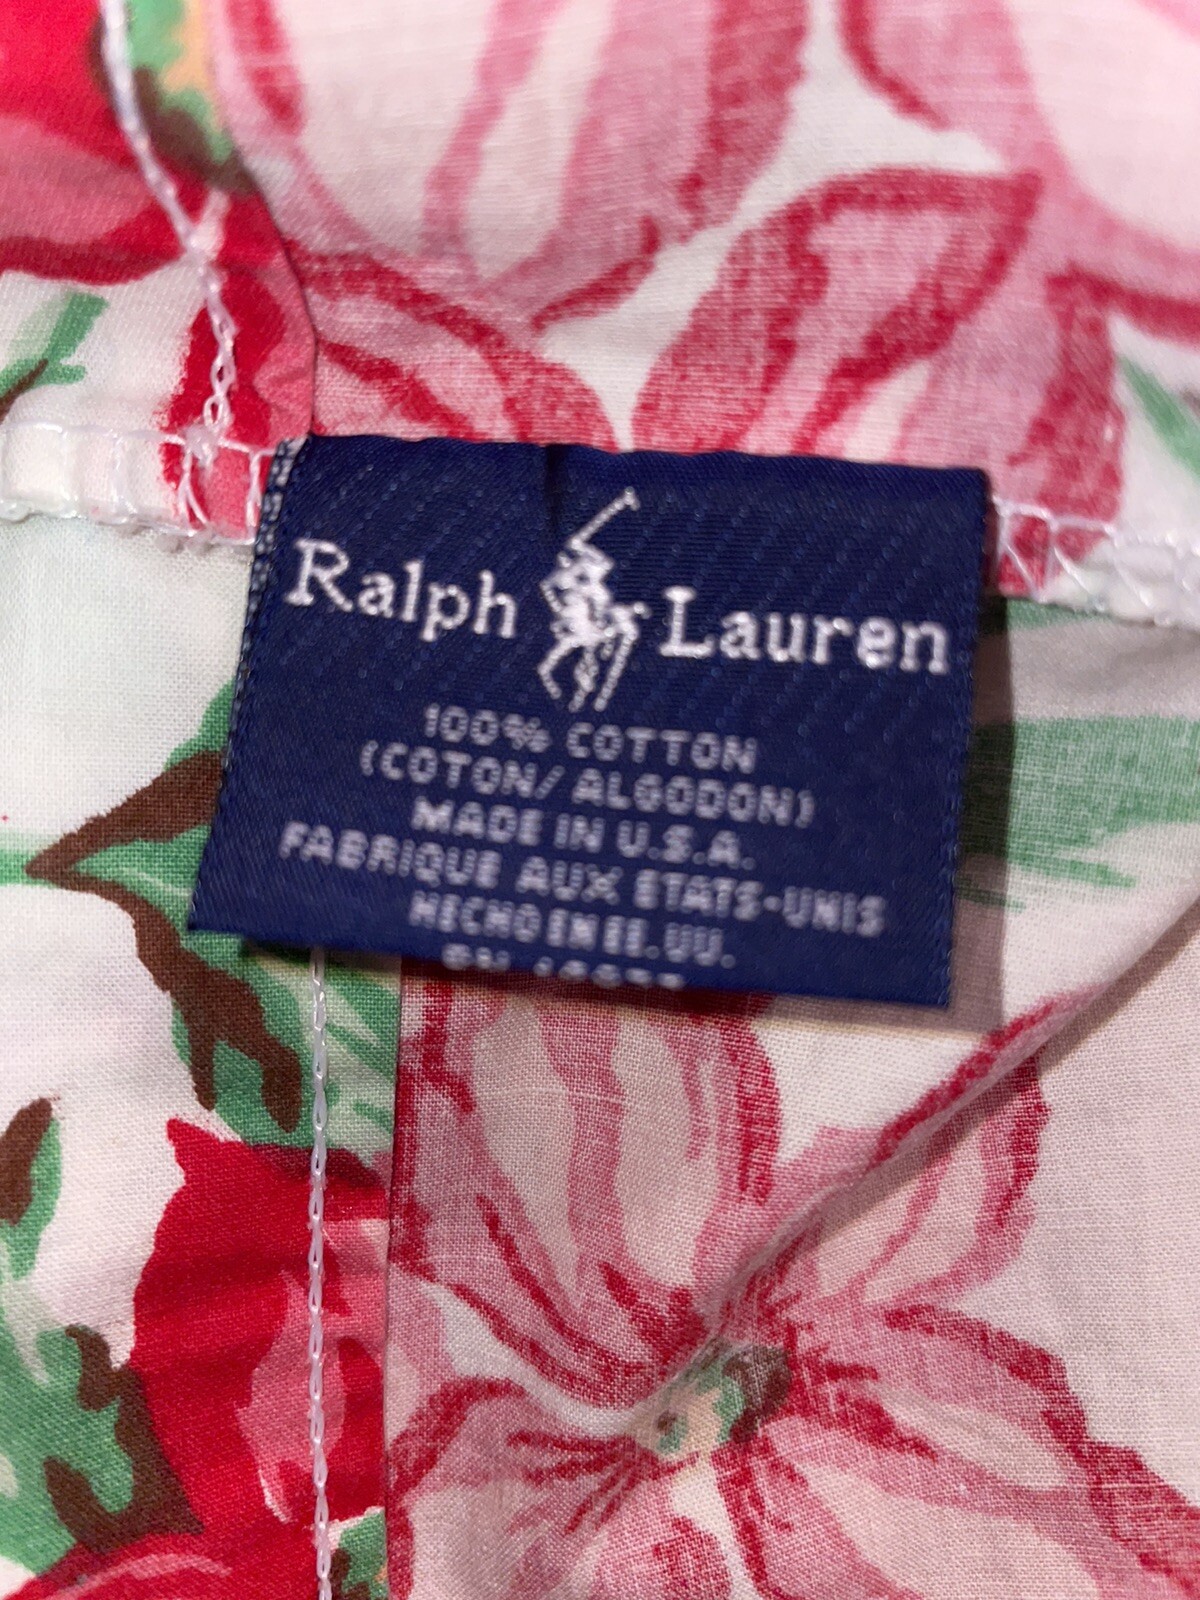 Ralph Lauren
100% COTTON
(COTON/ ALGODON)
MADE IN U.S.A.
FABRIQUE AUX ETATS-UNIS
HECHO EN EE.UU.